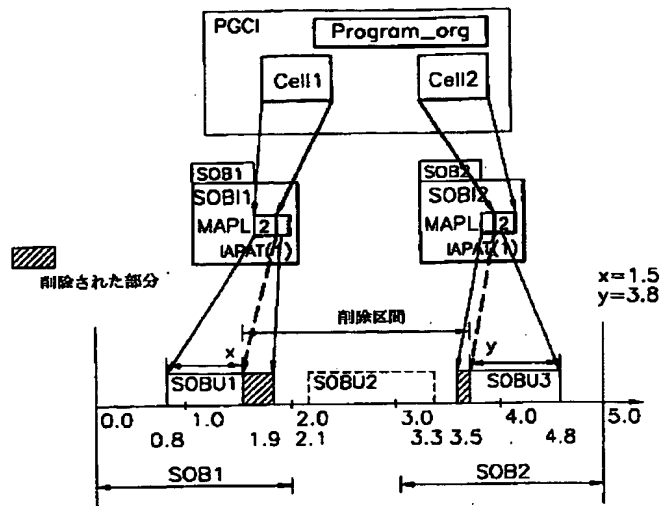 PGCI
Program_org
Cell1
Cell2
SOB1
SOBI1
MAPL 2
IAPAT(1)
SOB2
SOBI2
MAPL 2
IAPAT(1)
削除された部分
x=1.5
y=3.8
削除区間
x
y
SOBU1
SOBU2
SOBU3
0.0 1.0 2.0 3.0 4.0 5.0
0.8 1.9 2.1 3.3 3.5 4.8
SOB1
SOB2